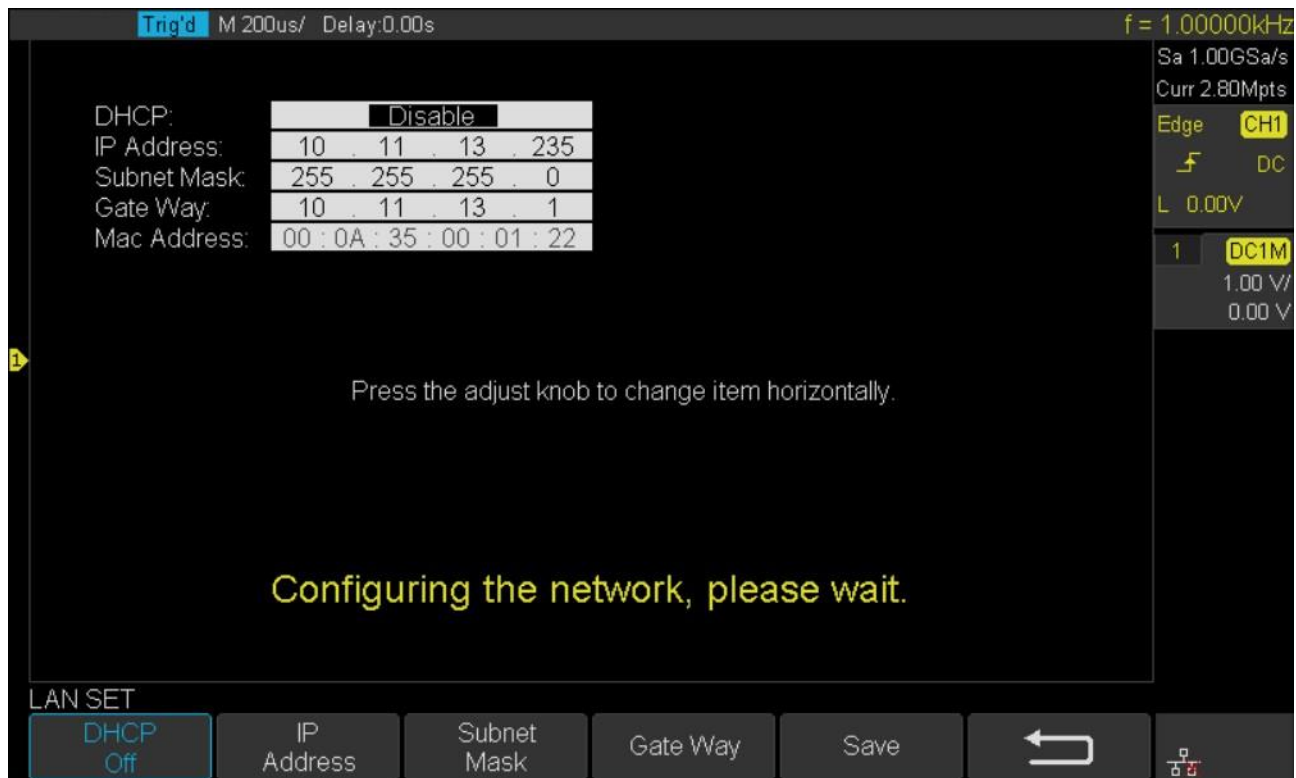 Trig'd M 200us/ Delay:0.00s f = 1.00000kHz
Sa 1.00GSa/s
Curr 2.80Mpts
DHCP: Disable
IP Address: 10 . 11 . 13 . 235
Subnet Mask: 255 . 255 . 255 . 0
Gate Way: 10 . 11 . 13 . 1
Mac Address: 00 : 0A : 35 : 00 : 01 : 22
Edge CH1
DC
L 0.00V
1 DC1M
1.00 V/
0.00 V
1
Press the adjust knob to change item horizontally.
Configuring the network, please wait.
LAN SET
DHCP
Off
IP
Address
Subnet
Mask
Gate Way
Save